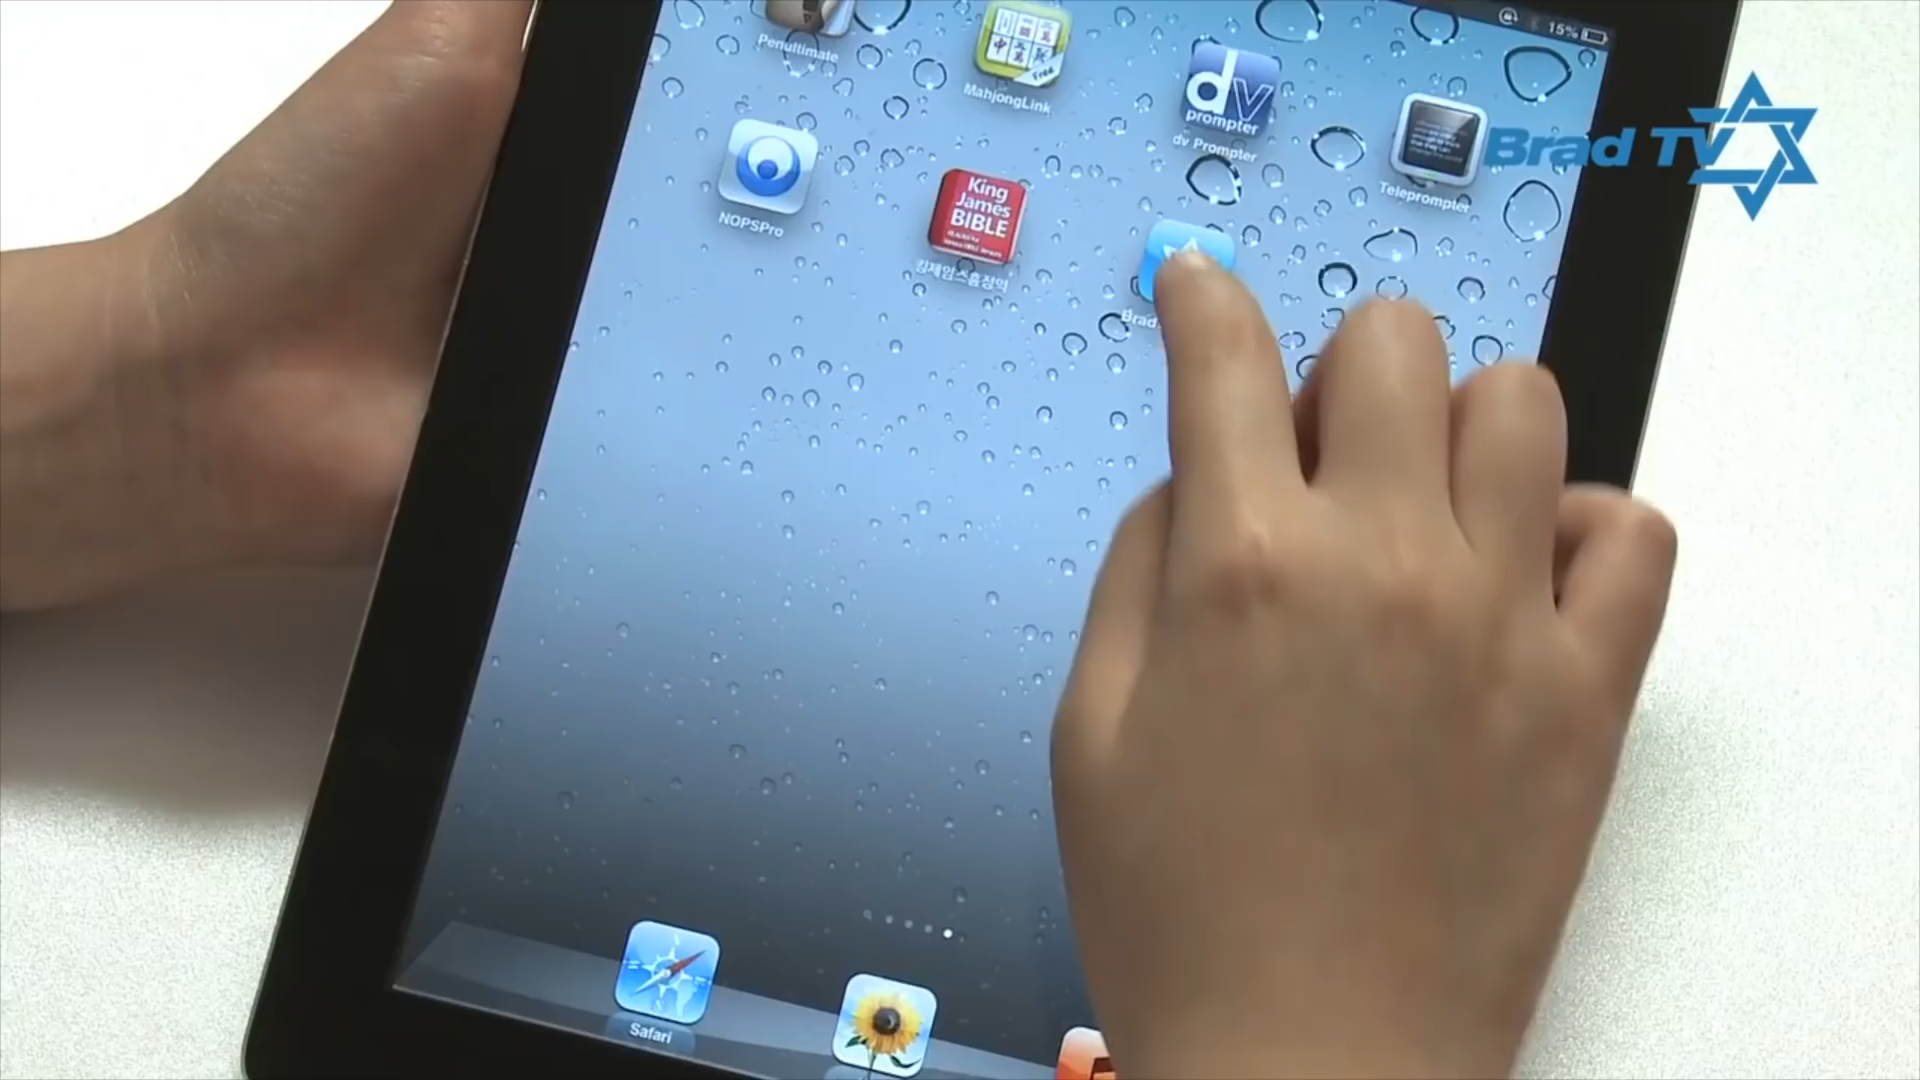 15%
Penultimate
MahjongLink
Free
dv
prompter
dv Prompter
Teleprompter
Brad TV
NOPSPro
King
James
BIBLE
킹제임스흠정역
Brad
Safari